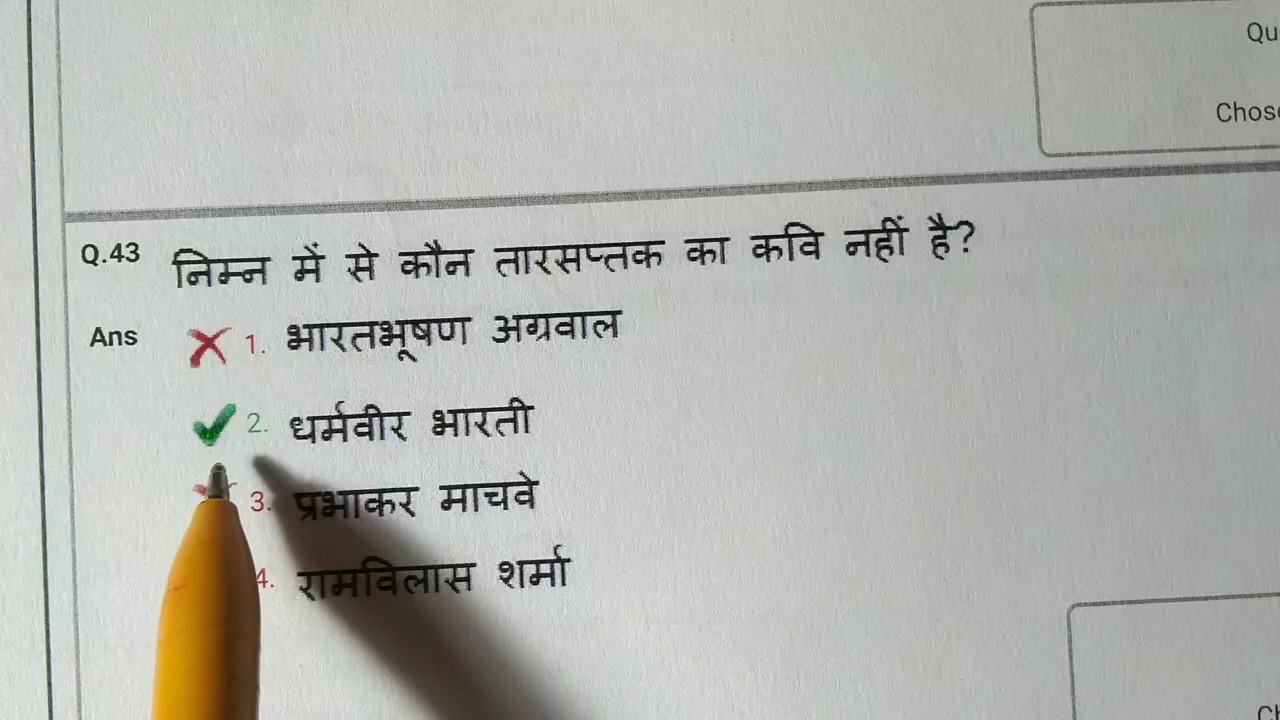 Qu
Chose
Q.43 निम्न में से कौन तारसप्तक का कवि नहीं है?
Ans 1. भारतभूषण अग्रवाल
2. धर्मवीर भारती
3. प्रभाकर माचवे
4. रामविलास शर्मा